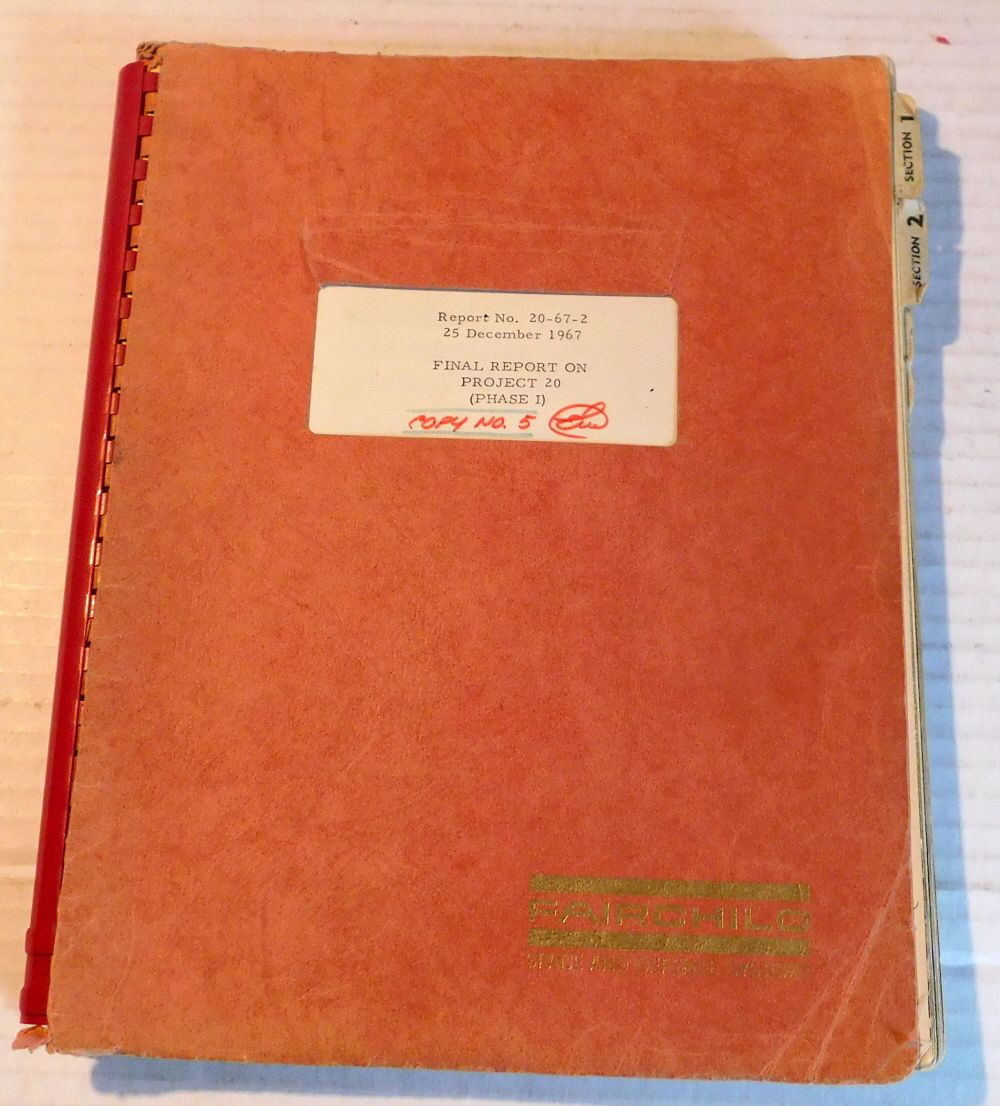 Report No. 20-67-2
25 December 1967
FINAL REPORT ON
PROJECT 20
(PHASE I)
COPY NO. 5
SECTION 1
SECTION 2
FAIRCHILD
SPACE AND DEFENSE SYSTEMS